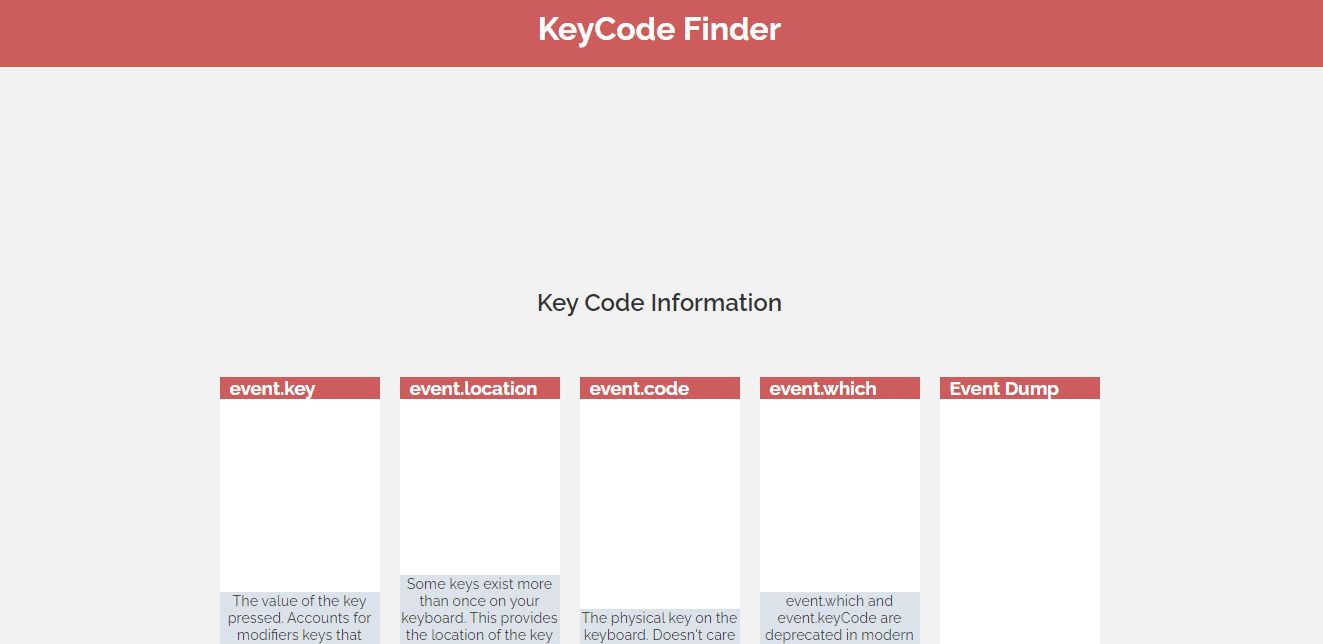 KeyCode Finder
Key Code Information
event.key
event.location
event.code
event.which
Event Dump
The value of the key
pressed. Accounts for
modifiers keys that
Some keys exist more
than once on your
keyboard. This provides
the location of the key
The physical key on the
keyboard. Doesn't care
event.which and
event.keyCode are
deprecated in modern